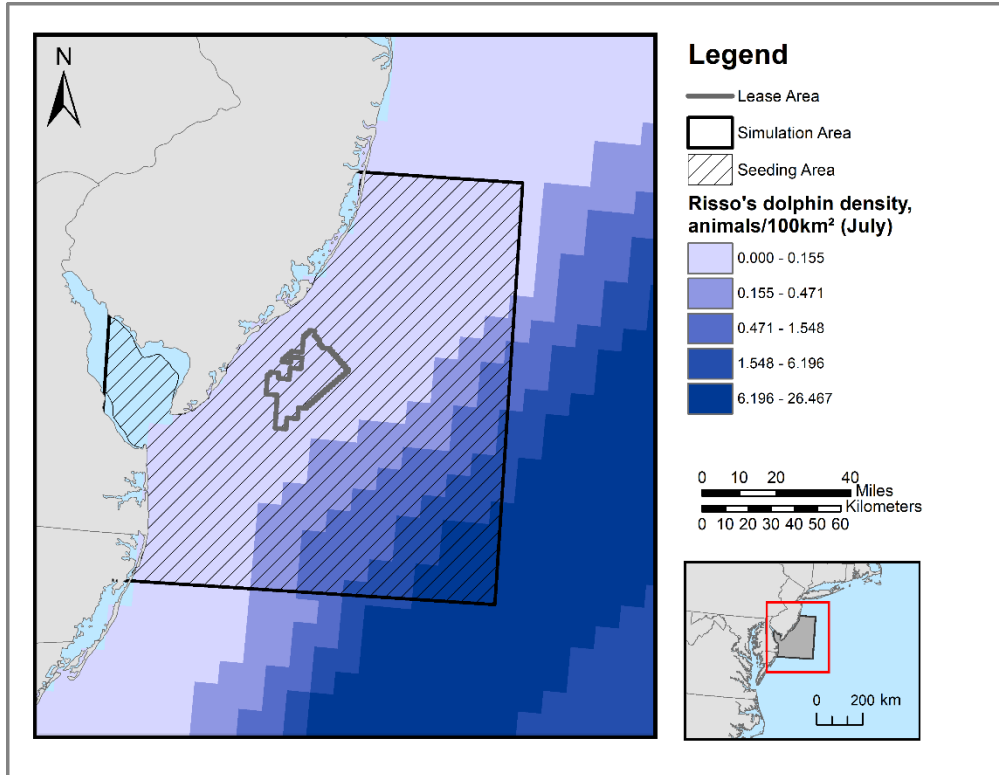 N
Legend
Lease Area
Simulation Area
Seeding Area
Risso's dolphin density,
animals/100km² (July)
0.000 - 0.155
0.155 - 0.471
0.471 - 1.548
1.548 - 6.196
6.196 - 26.467
0 10 20 40
Miles
Kilometers
0 10 20 30 40 50 60
0 200 km